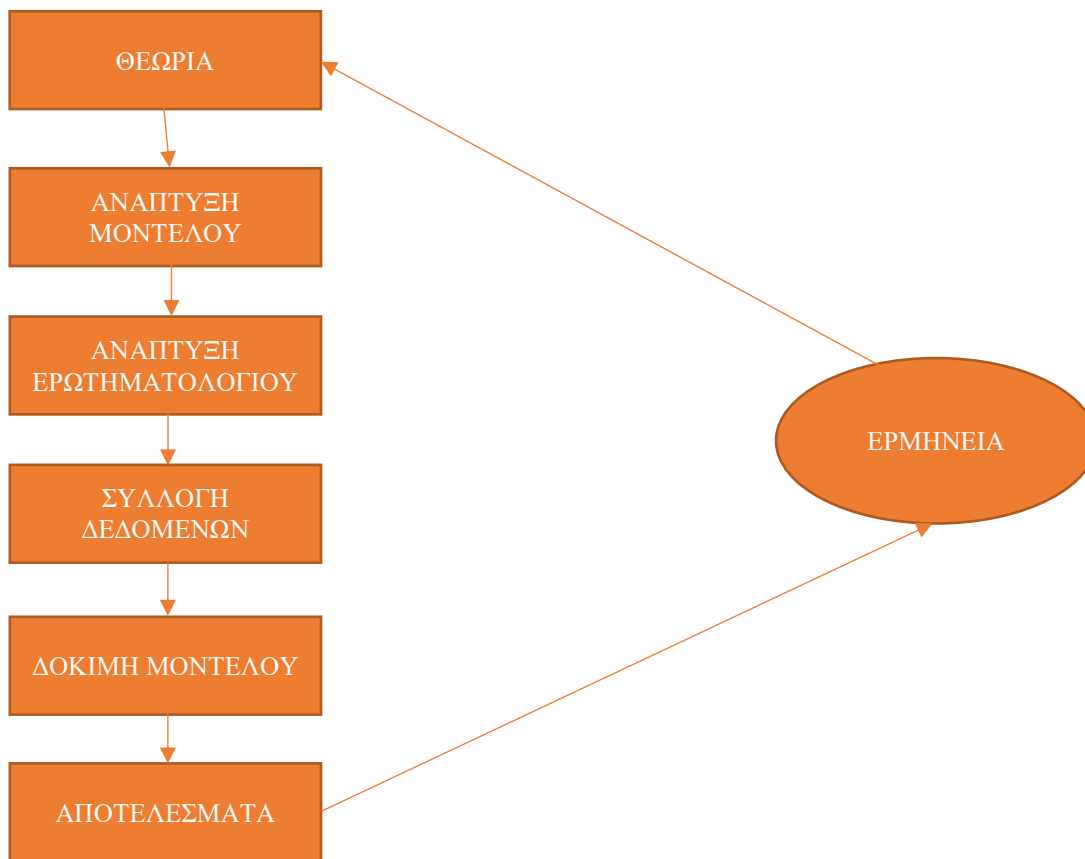 ΘΕΩΡΙΑ
ΑΝΑΠΤΥΞΗ
ΜΟΝΤΕΛΟΥ
ΑΝΑΠΤΥΞΗ
ΕΡΩΤΗΜΑΤΟΛΟΓΙΟΥ
ΣΥΛΛΟΓΗ
ΔΕΔΟΜΕΝΩΝ
ΔΟΚΙΜΗ ΜΟΝΤΕΛΟΥ
ΑΠΟΤΕΛΕΣΜΑΤΑ
ΕΡΜΗΝΕΙΑ